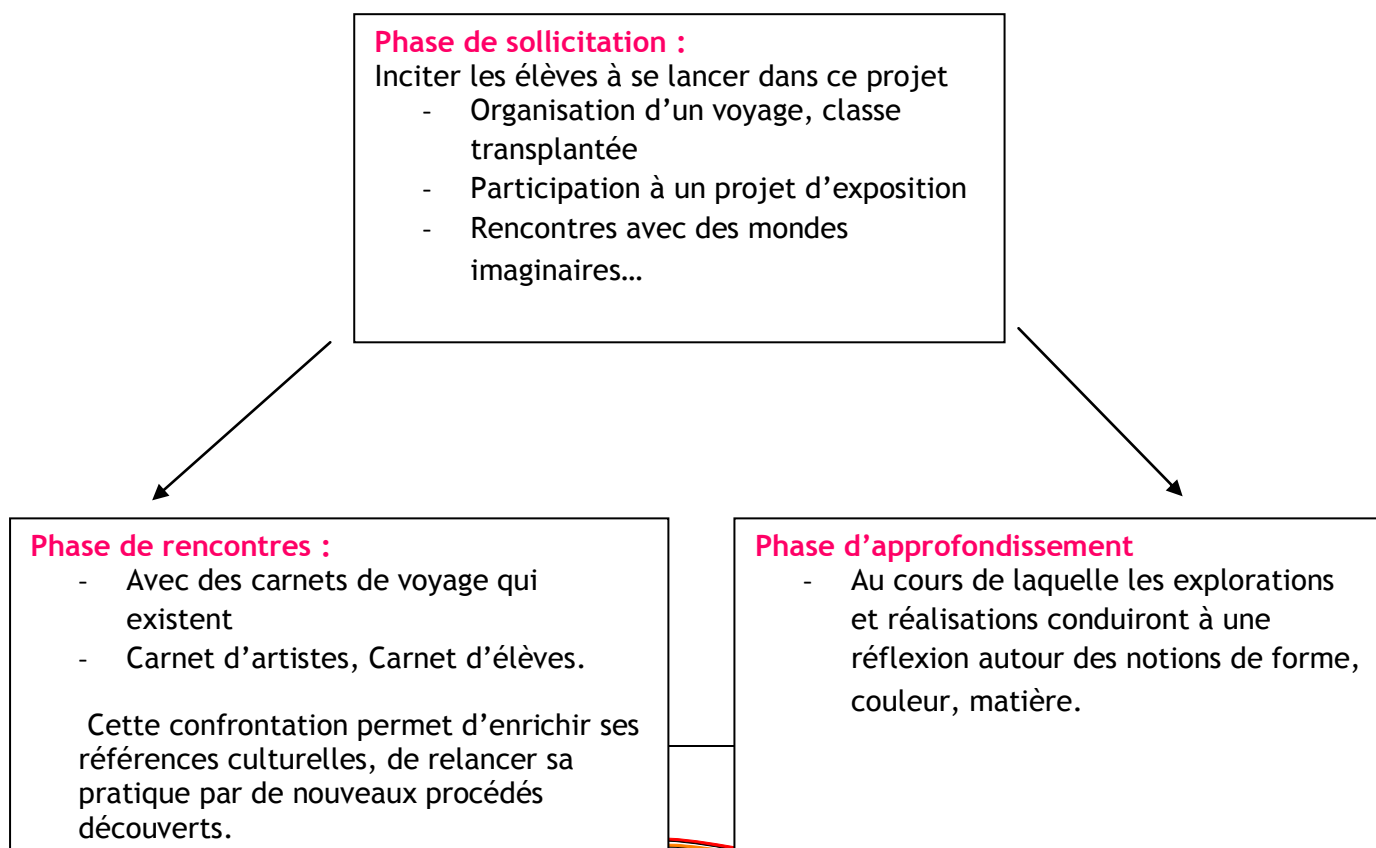 Phase de sollicitation :
Inciter les élèves à se lancer dans ce projet
- Organisation d’un voyage, classe
transplantée
- Participation à un projet d’exposition
- Rencontres avec des mondes
imaginaires…
Phase de rencontres :
- Avec des carnets de voyage qui
existent
- Carnet d’artistes, Carnet d’élèves.
Cette confrontation permet d’enrichir ses
références culturelles, de relancer sa
pratique par de nouveaux procédés
découverts.
Phase d’approfondissement
- Au cours de laquelle les explorations
et réalisations conduiront à une
réflexion autour des notions de forme,
couleur, matière.